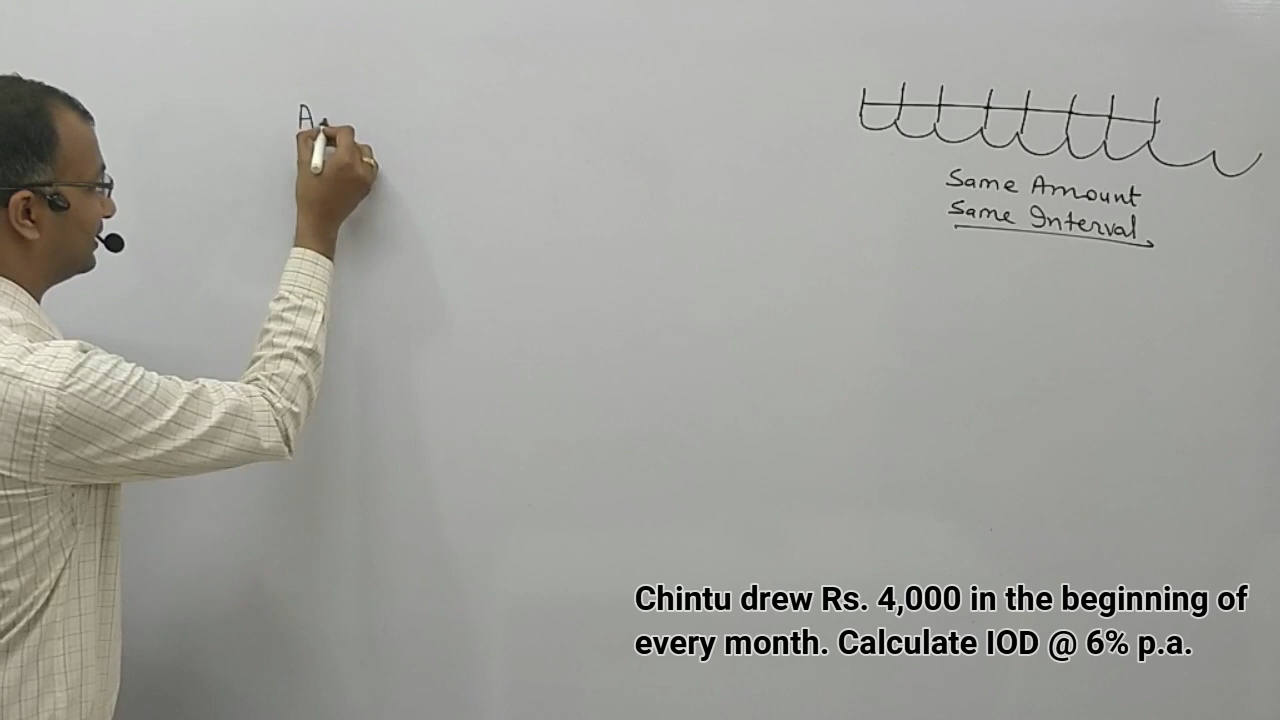 A
Same Amount
Same Interval
Chintu drew Rs. 4,000 in the beginning of
every month. Calculate IOD @ 6% p.a.